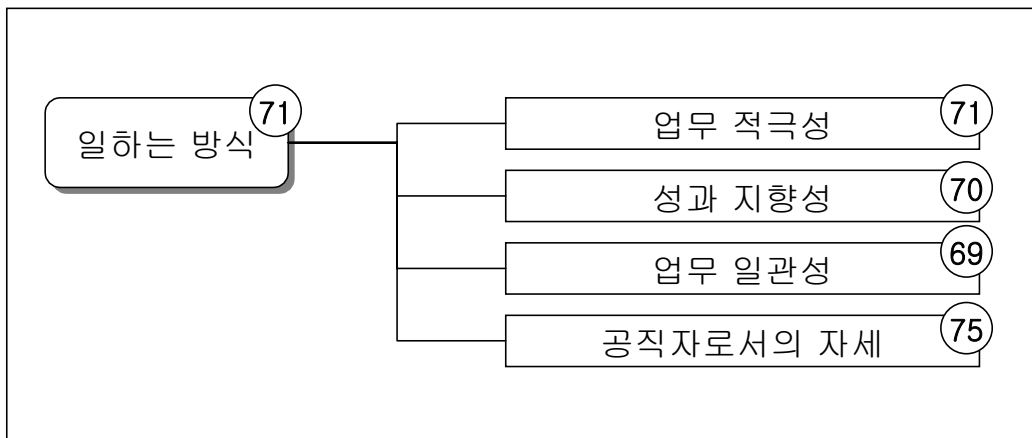 일하는 방식
71
업무 적극성
71
성과 지향성
70
업무 일관성
69
공직자로서의 자세
75